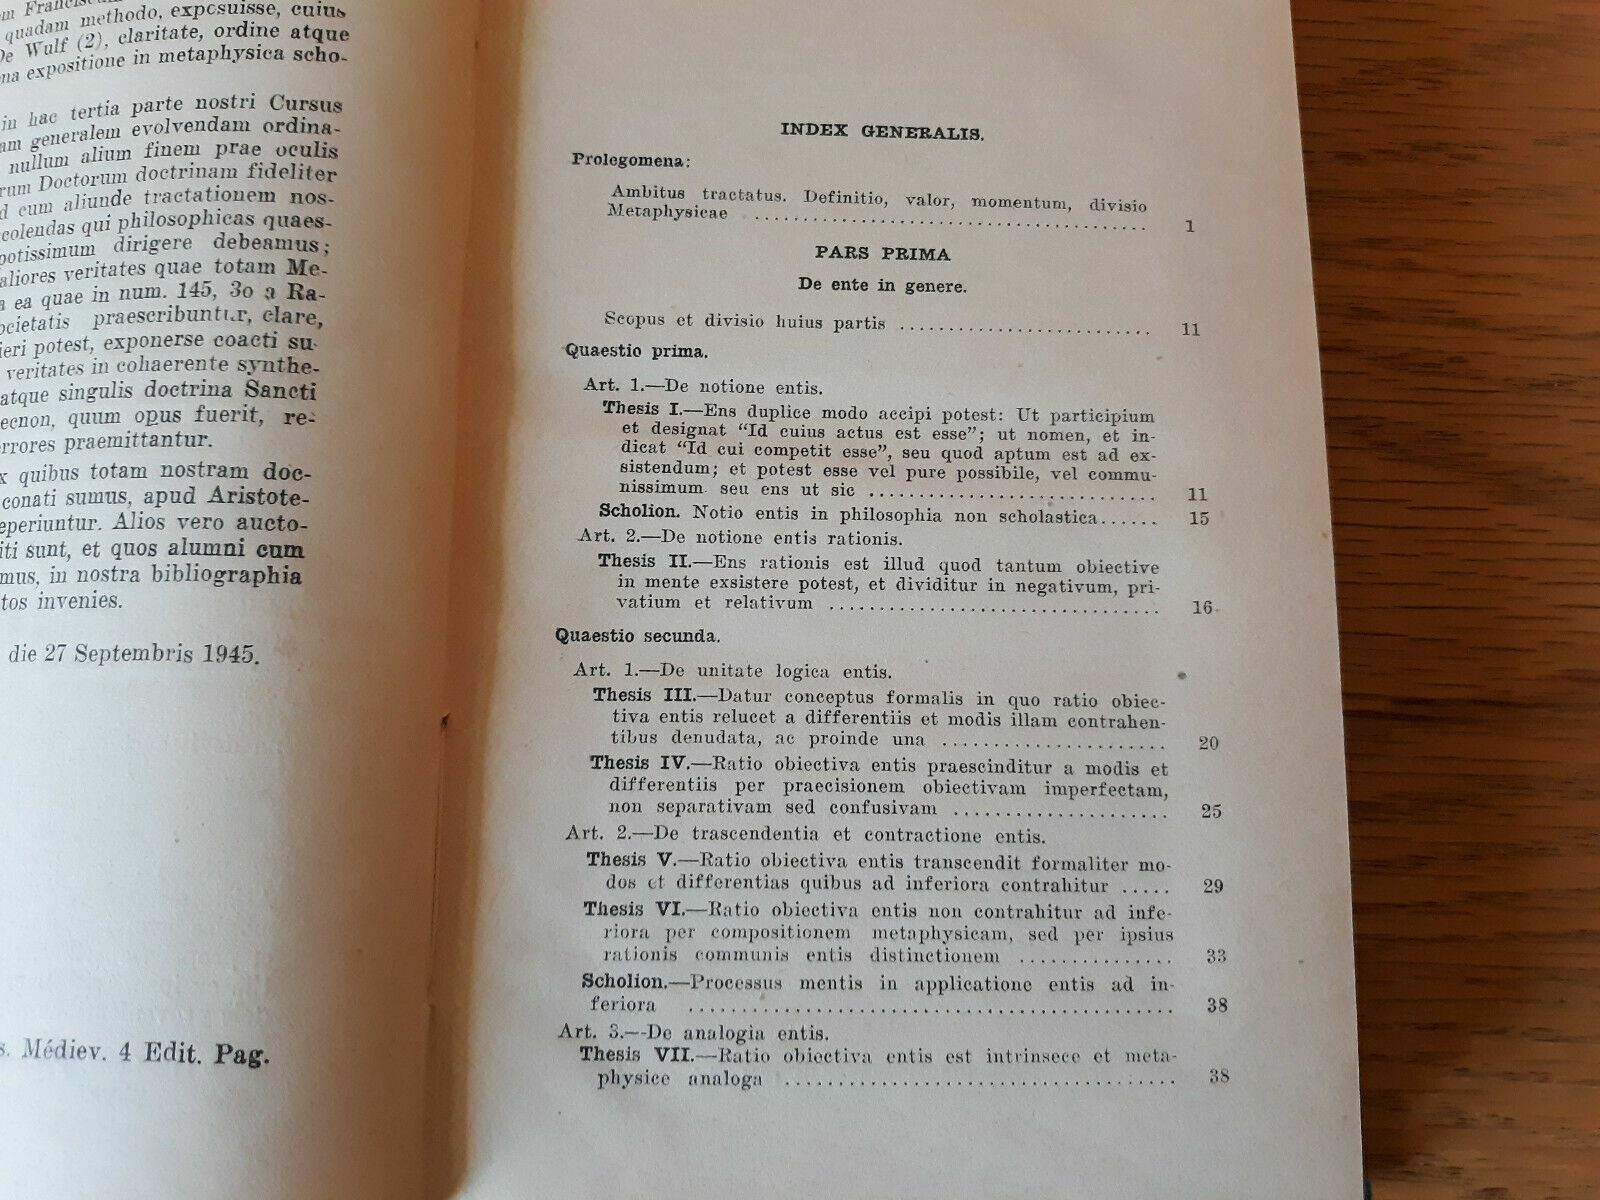 Franciscum
quadam methodo, expcsuisse, cuius
De Wulf (2), claritate, ordine atque
expositione in metaphysica scho-
in hac tertia parte nostri Cursus
generalem evolvendam ordina-
nullum alium finem prae oculis
Doctorum doctrinam fideliter
cum aliunde tractationem nos-
colendas qui philosophicas quaes-
potissimum dirigere debeamus;
aliores veritates quae totam Me-
ea quae in num. 145, 3o a Ra-
ocietatis praescribuntur, clare,
ieri potest, exponerse coacti su-
veritates in cohaerente synthe-
atque singulis doctrina Sancti
ecnon, quum opus fuerit, re-
rrores praemittantur.
x quibus totam nostram doc-
conati sumus, apud Aristote-
eperiuntur. Alios vero aucto-
iti sunt, et quos alumni cum
mus, in nostra bibliographia
tos invenies.
die 27 Septembris 1945.
s. Médiev. 4 Edit. Pag.
INDEX GENERALIS.
Prolegomena:
Ambitus tractatus. Definitio, valor, momentum, divisio
Metaphysicae ........................................ 1
PARS PRIMA
De ente in genere.
Scopus et divisio huius partis .......................... 11
Quaestio prima.
Art. 1.—De notione entis.
Thesis I.—Ens duplice modo accipi potest: Ut participium
et designat “Id cuius actus est esse”; ut nomen, et in-
dicat “Id cui competit esse”, seu quod aptum est ad ex-
sistendum; et potest esse vel pure possibile, vel commu-
nissimum seu ens ut sic ............................. 11
Scholion. Notio entis in philosophia non scholastica...... 15
Art. 2.—De notione entis rationis.
Thesis II.—Ens rationis est illud quod tantum obiective
in mente exsistere potest, et dividitur in negativum, pri-
vatium et relativum ................................. 16
Quaestio secunda.
Art. 1.—De unitate logica entis.
Thesis III.—Datur conceptus formalis in quo ratio obiec-
tiva entis relucet a differentiis et modis illam contrahen-
tibus denudata, ac proinde una ....................... 20
Thesis IV.—Ratio obiectiva entis praescinditur a modis et
differentiis per praecisionem obiectivam imperfectam,
non separativam sed confusivam ...................... 25
Art. 2.—De trascendentia et contractione entis.
Thesis V.—Ratio obiectiva entis transcendit formaliter mo-
dos et differentias quibus ad inferiora contrahitur ..... 29
Thesis VI.—Ratio obiectiva entis non contrahitur ad infe-
riora per compositionem metaphysicam, sed per ipsius
rationis communis entis distinctionem ................ 33
Scholion.—Processus mentis in applicatione entis ad in-
feriora ................................................ 38
Art. 3.—De analogia entis.
Thesis VII.—Ratio obiectiva entis est intrinsece et meta-
physice analoga ....................................... 38